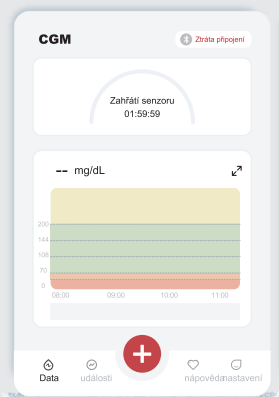 CGM
Ztráta připojení
Zahřátí senzoru
01:59:59
-- mg/dL
200
144
108
70
0
08:00 09:00 10:00 11:00
Data události nápověda nastavení